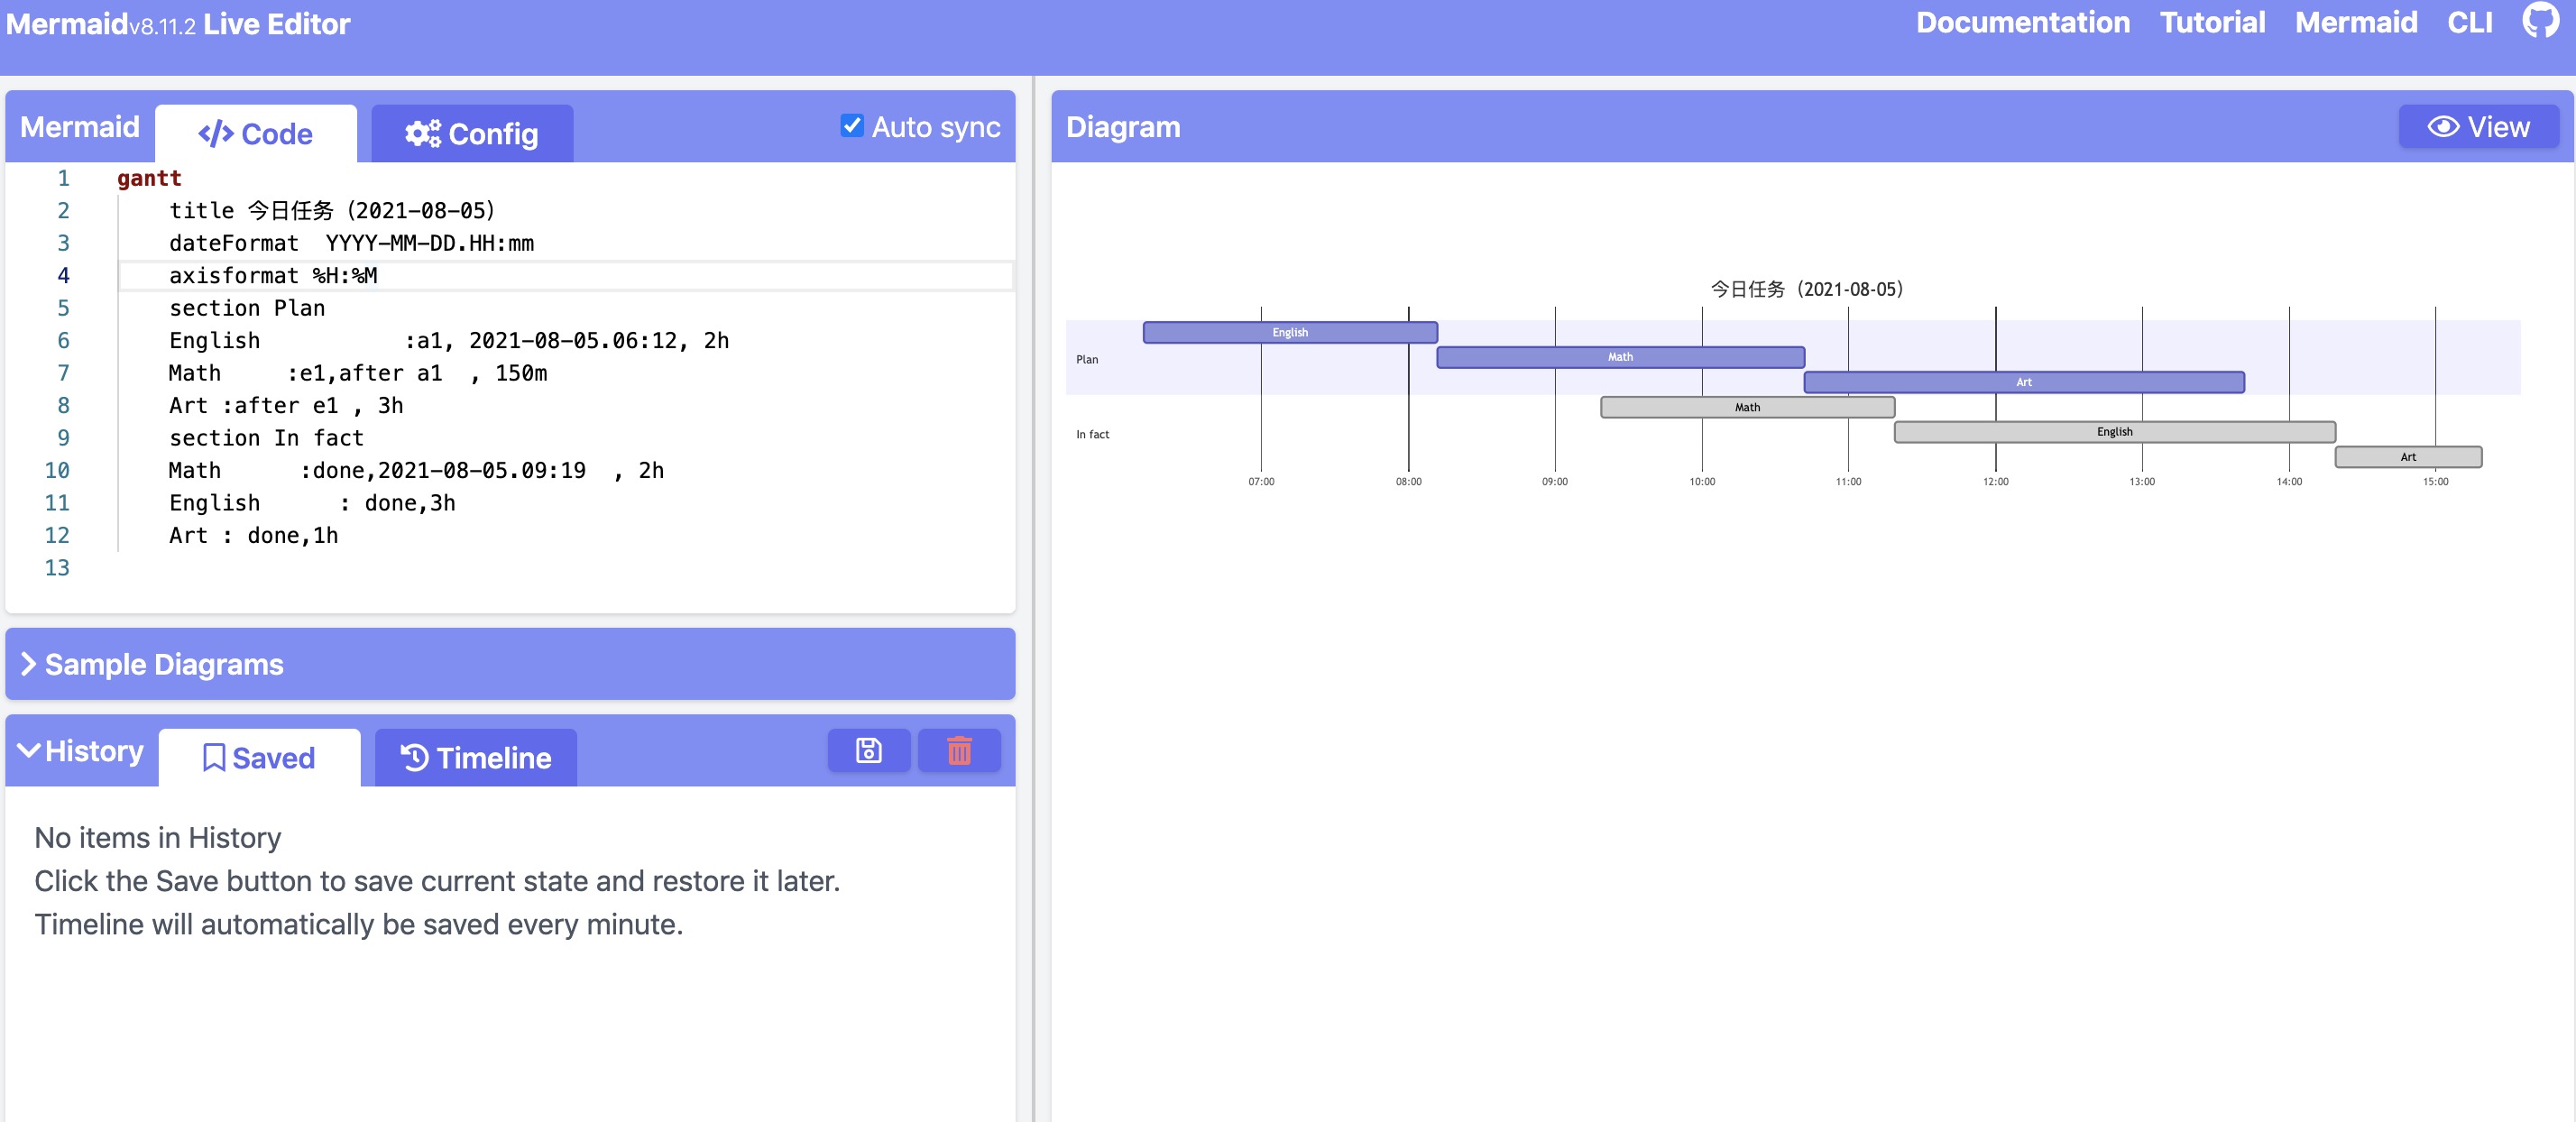 Mermaidv8.11.2 Live Editor
Documentation Tutorial Mermaid CLI
Mermaid Code Config Auto sync
1 gantt
2 title 今日任务（2021-08-05）
3 dateFormat  YYYY-MM-DD.HH:mm
4 axisformat %H:%M
5 section Plan
6 English           :a1, 2021-08-05.06:12, 2h
7 Math     :e1,after a1  , 150m
8 Art :after e1 , 3h
9 section In fact
10 Math      :done,2021-08-05.09:19  , 2h
11 English      : done,3h
12 Art : done,1h
13
Sample Diagrams
History Saved Timeline
No items in History
Click the Save button to save current state and restore it later.
Timeline will automatically be saved every minute.
Diagram View
今日任务（2021-08-05）
Plan
English
Math
Art
In fact
Math
English
Art
07:00 08:00 09:00 10:00 11:00 12:00 13:00 14:00 15:00